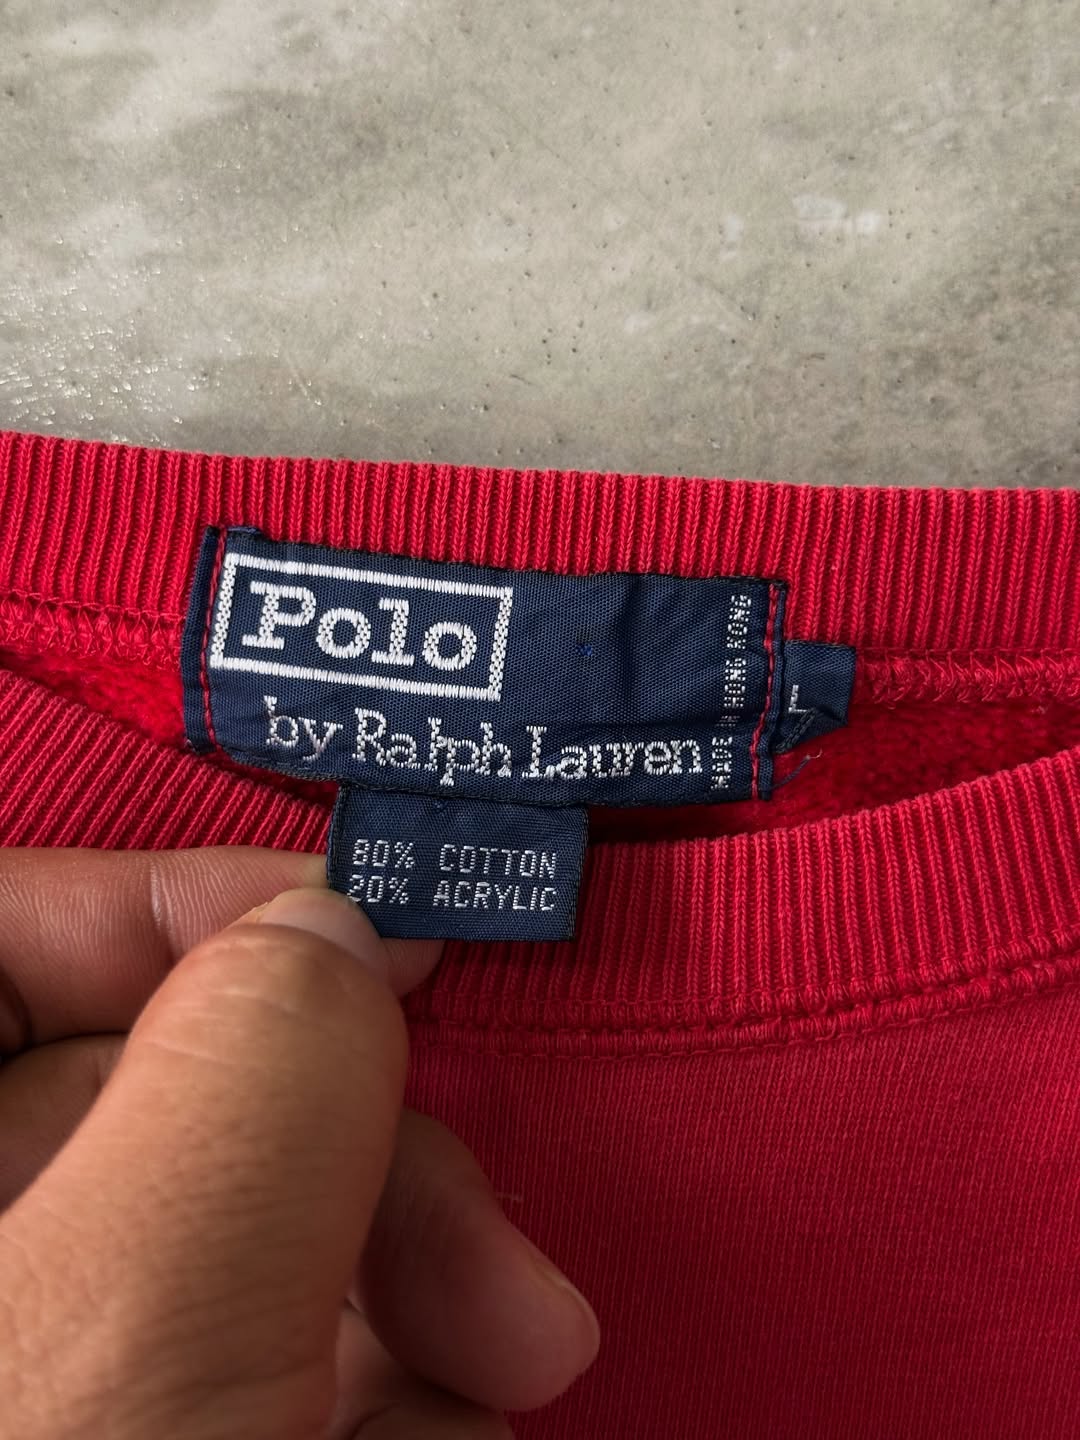 Polo
by Ralph Lauren
MADE IN HONG KONG
L
80% COTTON
20% ACRYLIC